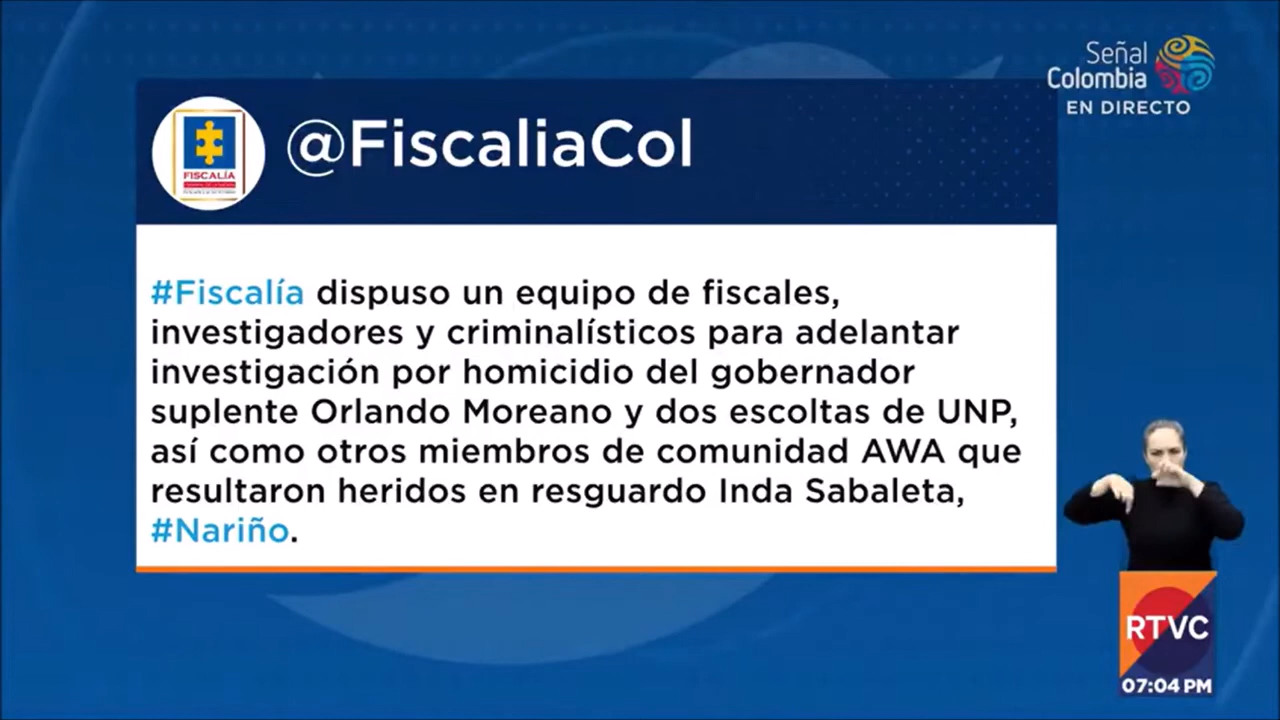 Señal
Colombia
EN DIRECTO
@FiscaliaCol
FISCALÍA
#Fiscalía dispuso un equipo de fiscales,
investigadores y criminalísticos para adelantar
investigación por homicidio del gobernador
suplente Orlando Moreano y dos escoltas de UNP,
así como otros miembros de comunidad AWA que
resultaron heridos en resguardo Inda Sabaleta,
#Nariño.
RTVC
07:04 PM